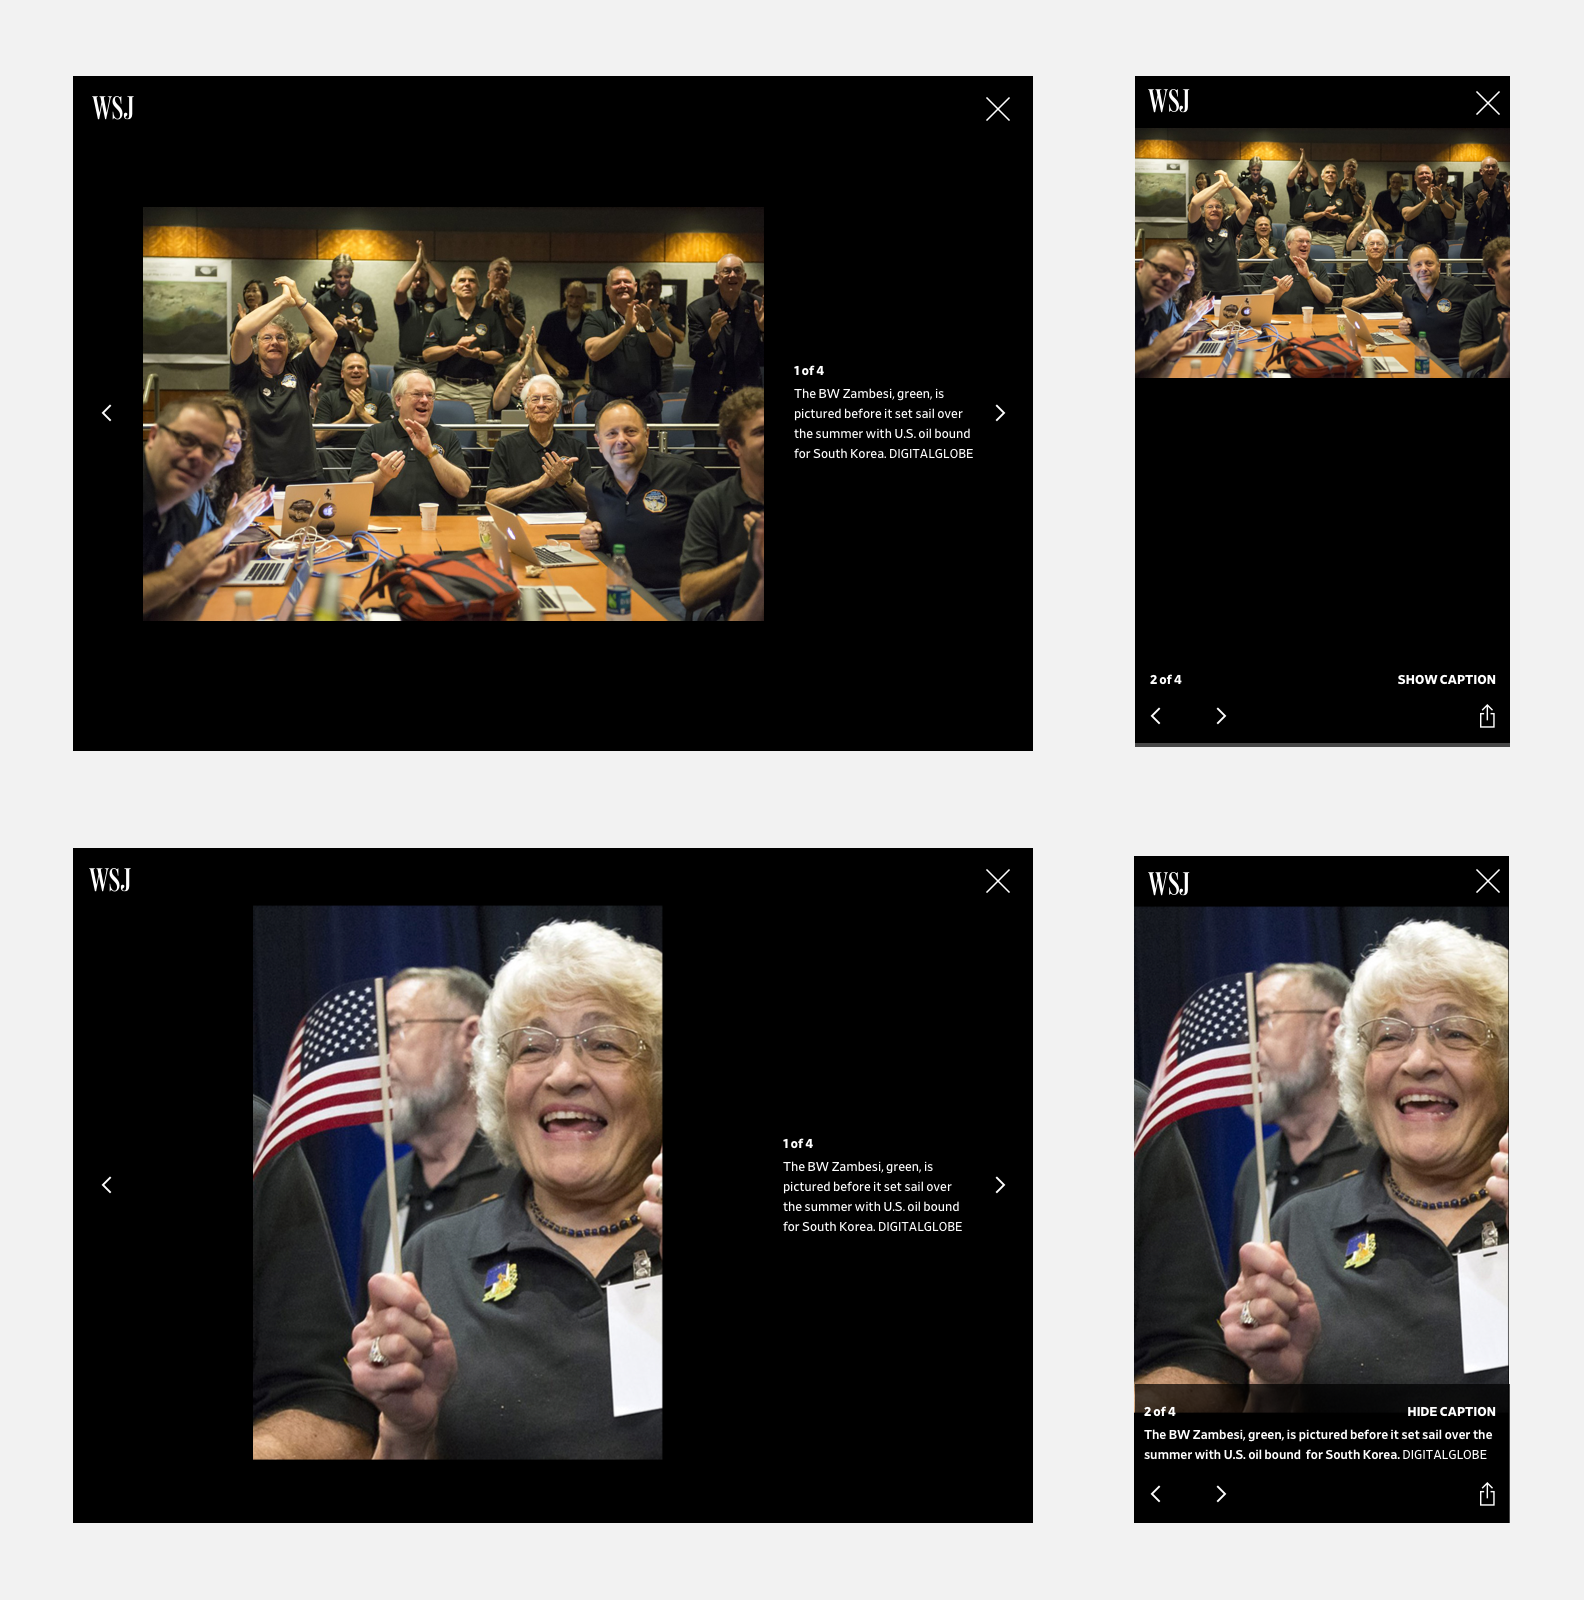 WSJ
1 of 4
The BW Zambesi, green, is
pictured before it set sail over
the summer with U.S. oil bound
for South Korea. DIGITALGLOBE
WSJ
2 of 4
SHOW CAPTION
WSJ
1 of 4
The BW Zambesi, green, is
pictured before it set sail over
the summer with U.S. oil bound
for South Korea. DIGITALGLOBE
WSJ
2 of 4
HIDE CAPTION
The BW Zambesi, green, is pictured before it set sail over the
summer with U.S. oil bound for South Korea. DIGITALGLOBE